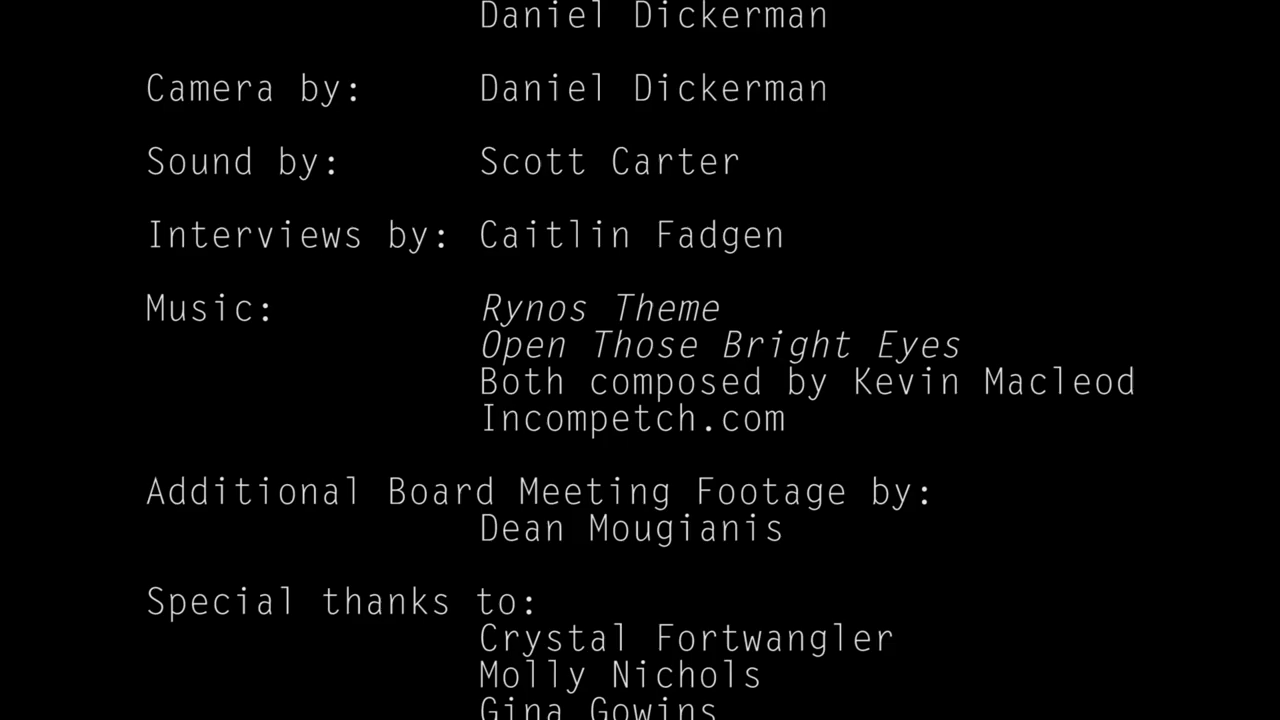 Daniel Dickerman
Camera by: Daniel Dickerman
Sound by: Scott Carter
Interviews by: Caitlin Fadgen
Music: Rynos Theme
Open Those Bright Eyes
Both composed by Kevin Macleod
Incompetch.com
Additional Board Meeting Footage by:
Dean Mougianis
Special thanks to:
Crystal Fortwangler
Molly Nichols
Gina Gowins